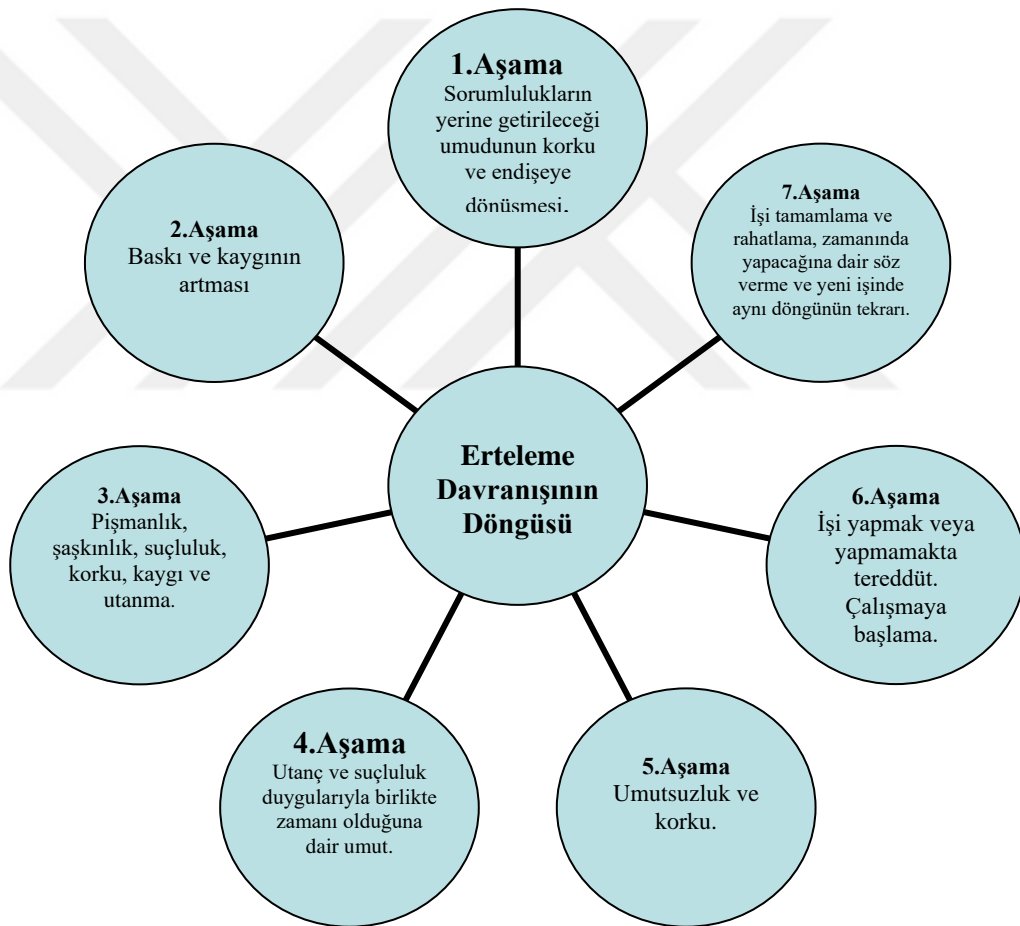 1.Aşama
Sorumlulukların
yerine getirileceği
umudunun korku
ve endişeye
dönüşmesi.
2.Aşama
Baskı ve kaygının
artması
3.Aşama
Pişmanlık,
şaşkınlık, suçluluk,
korku, kaygı ve
utanma.
4.Aşama
Utanç ve suçluluk
duygularıyla birlikte
zamanı olduğuna
dair umut.
5.Aşama
Umutsuzluk ve
korku.
6.Aşama
İşi yapmak veya
yapmamakta
tereddüt.
Çalışmaya
başlama.
7.Aşama
İşi tamamlama ve
rahatlama, zamanında
yapacağına dair söz
verme ve yeni işinde
aynı döngünün tekrarı.
Erteleme
Davranışının
Döngüsü